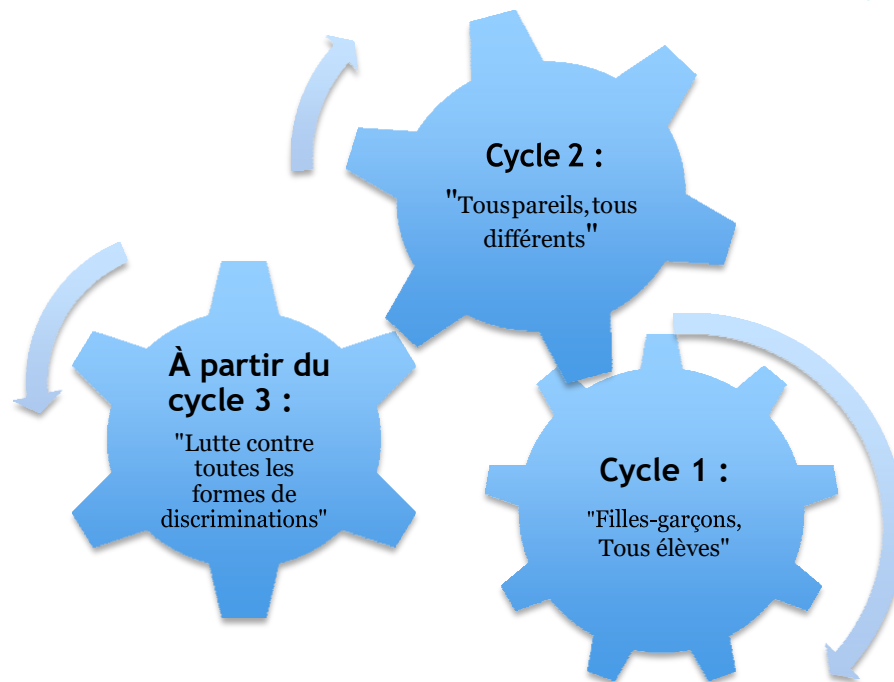 Cycle 2 :
"Tous pareils, tous
différents"
À partir du
cycle 3 :
"Lutte contre
toutes les
formes de
discriminations"
Cycle 1 :
"Filles-garçons,
Tous élèves"